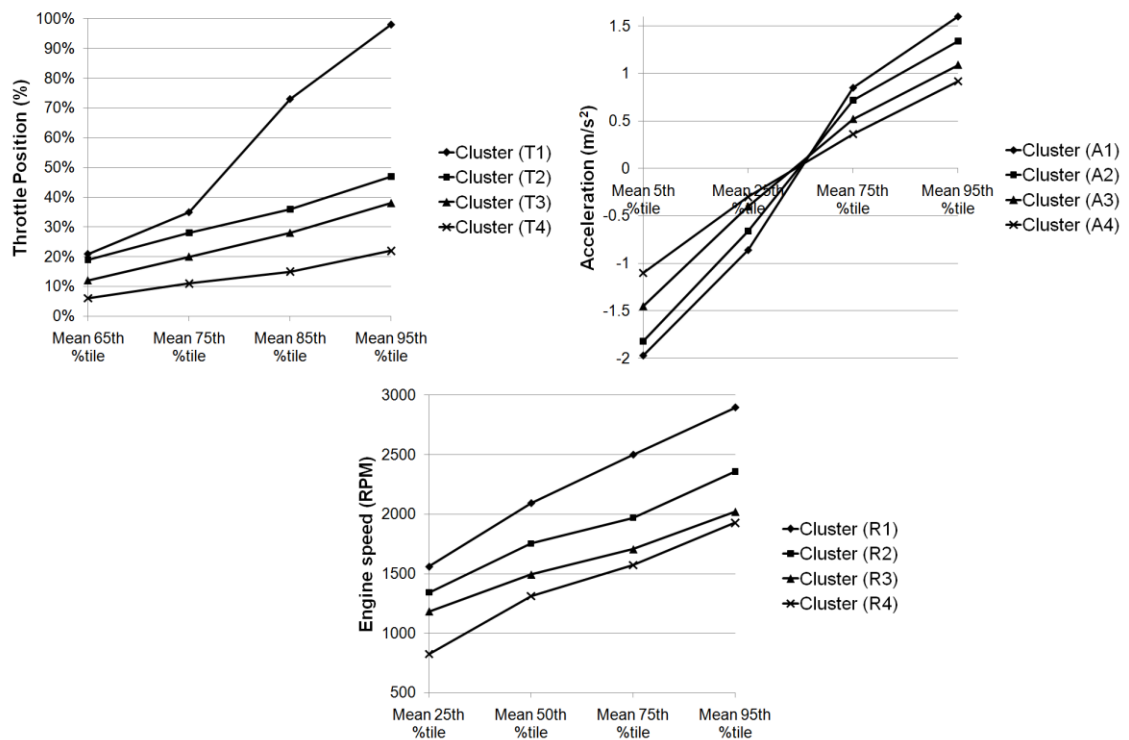 Throttle Position (%)
100%
90%
80%
70%
60%
50%
40%
30%
20%
10%
0%
Mean 65th %tile
Mean 75th %tile
Mean 85th %tile
Mean 95th %tile
Cluster (T1)
Cluster (T2)
Cluster (T3)
Cluster (T4)
Acceleration (m/s²)
1.5
1
0.5
0
-0.5
-1
-1.5
-2
Mean 5th %tile
Mean 25th %tile
Mean 75th %tile
Mean 95th %tile
Cluster (A1)
Cluster (A2)
Cluster (A3)
Cluster (A4)
Engine speed (RPM)
3000
2500
2000
1500
1000
500
Mean 25th %tile
Mean 50th %tile
Mean 75th %tile
Mean 95th %tile
Cluster (R1)
Cluster (R2)
Cluster (R3)
Cluster (R4)